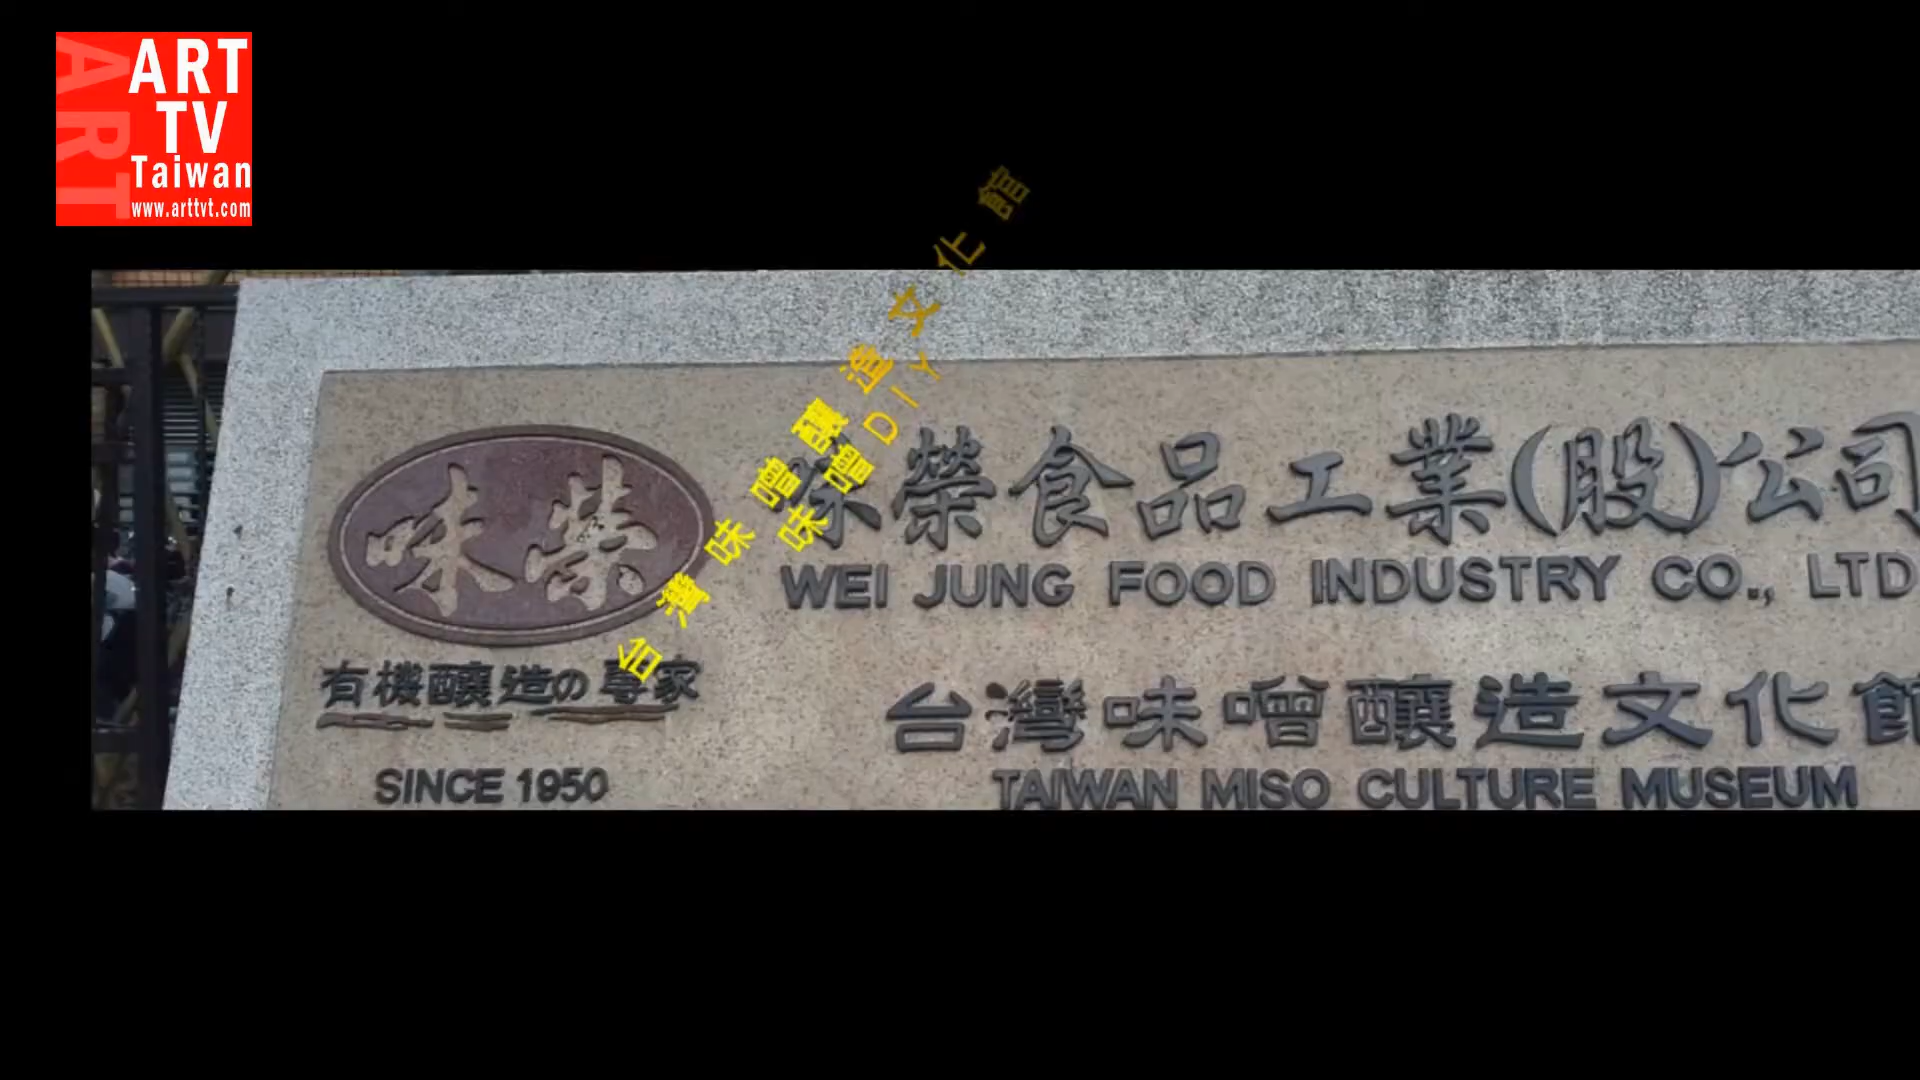 ART
TV
Taiwan
www.arttvt.com
ART
台灣味噌釀造文化館
味噌DIY
味榮
味榮食品工業(股)公司
WEI JUNG FOOD INDUSTRY CO., LTD
有機釀造の專家
SINCE 1950
台灣味噌釀造文化館
TAIWAN MISO CULTURE MUSEUM